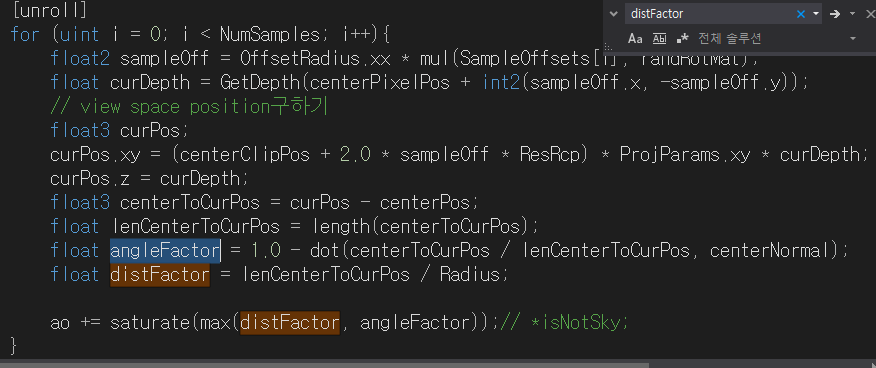 [unroll]
for (uint i = 0; i < NumSamples; i++){
float2 sampleOff = OffsetRadius.xx * mul(SampleOffsets[i], randRotMat);
float curDepth = GetDepth(centerPixelPos + int2(sampleOff.x, -sampleOff.y));
// view space position구하기
float3 curPos;
curPos.xy = (centerClipPos + 2.0 * sampleOff * ResRcp) * ProjParams.xy * curDepth;
curPos.z = curDepth;
float3 centerToCurPos = curPos - centerPos;
float lenCenterToCurPos = length(centerToCurPos);
float angleFactor = 1.0 - dot(centerToCurPos / lenCenterToCurPos, centerNormal);
float distFactor = lenCenterToCurPos / Radius;
ao += saturate(max(distFactor, angleFactor));// *isNotSky;
}
distFactor
Aa Ab .* 전체 솔루션